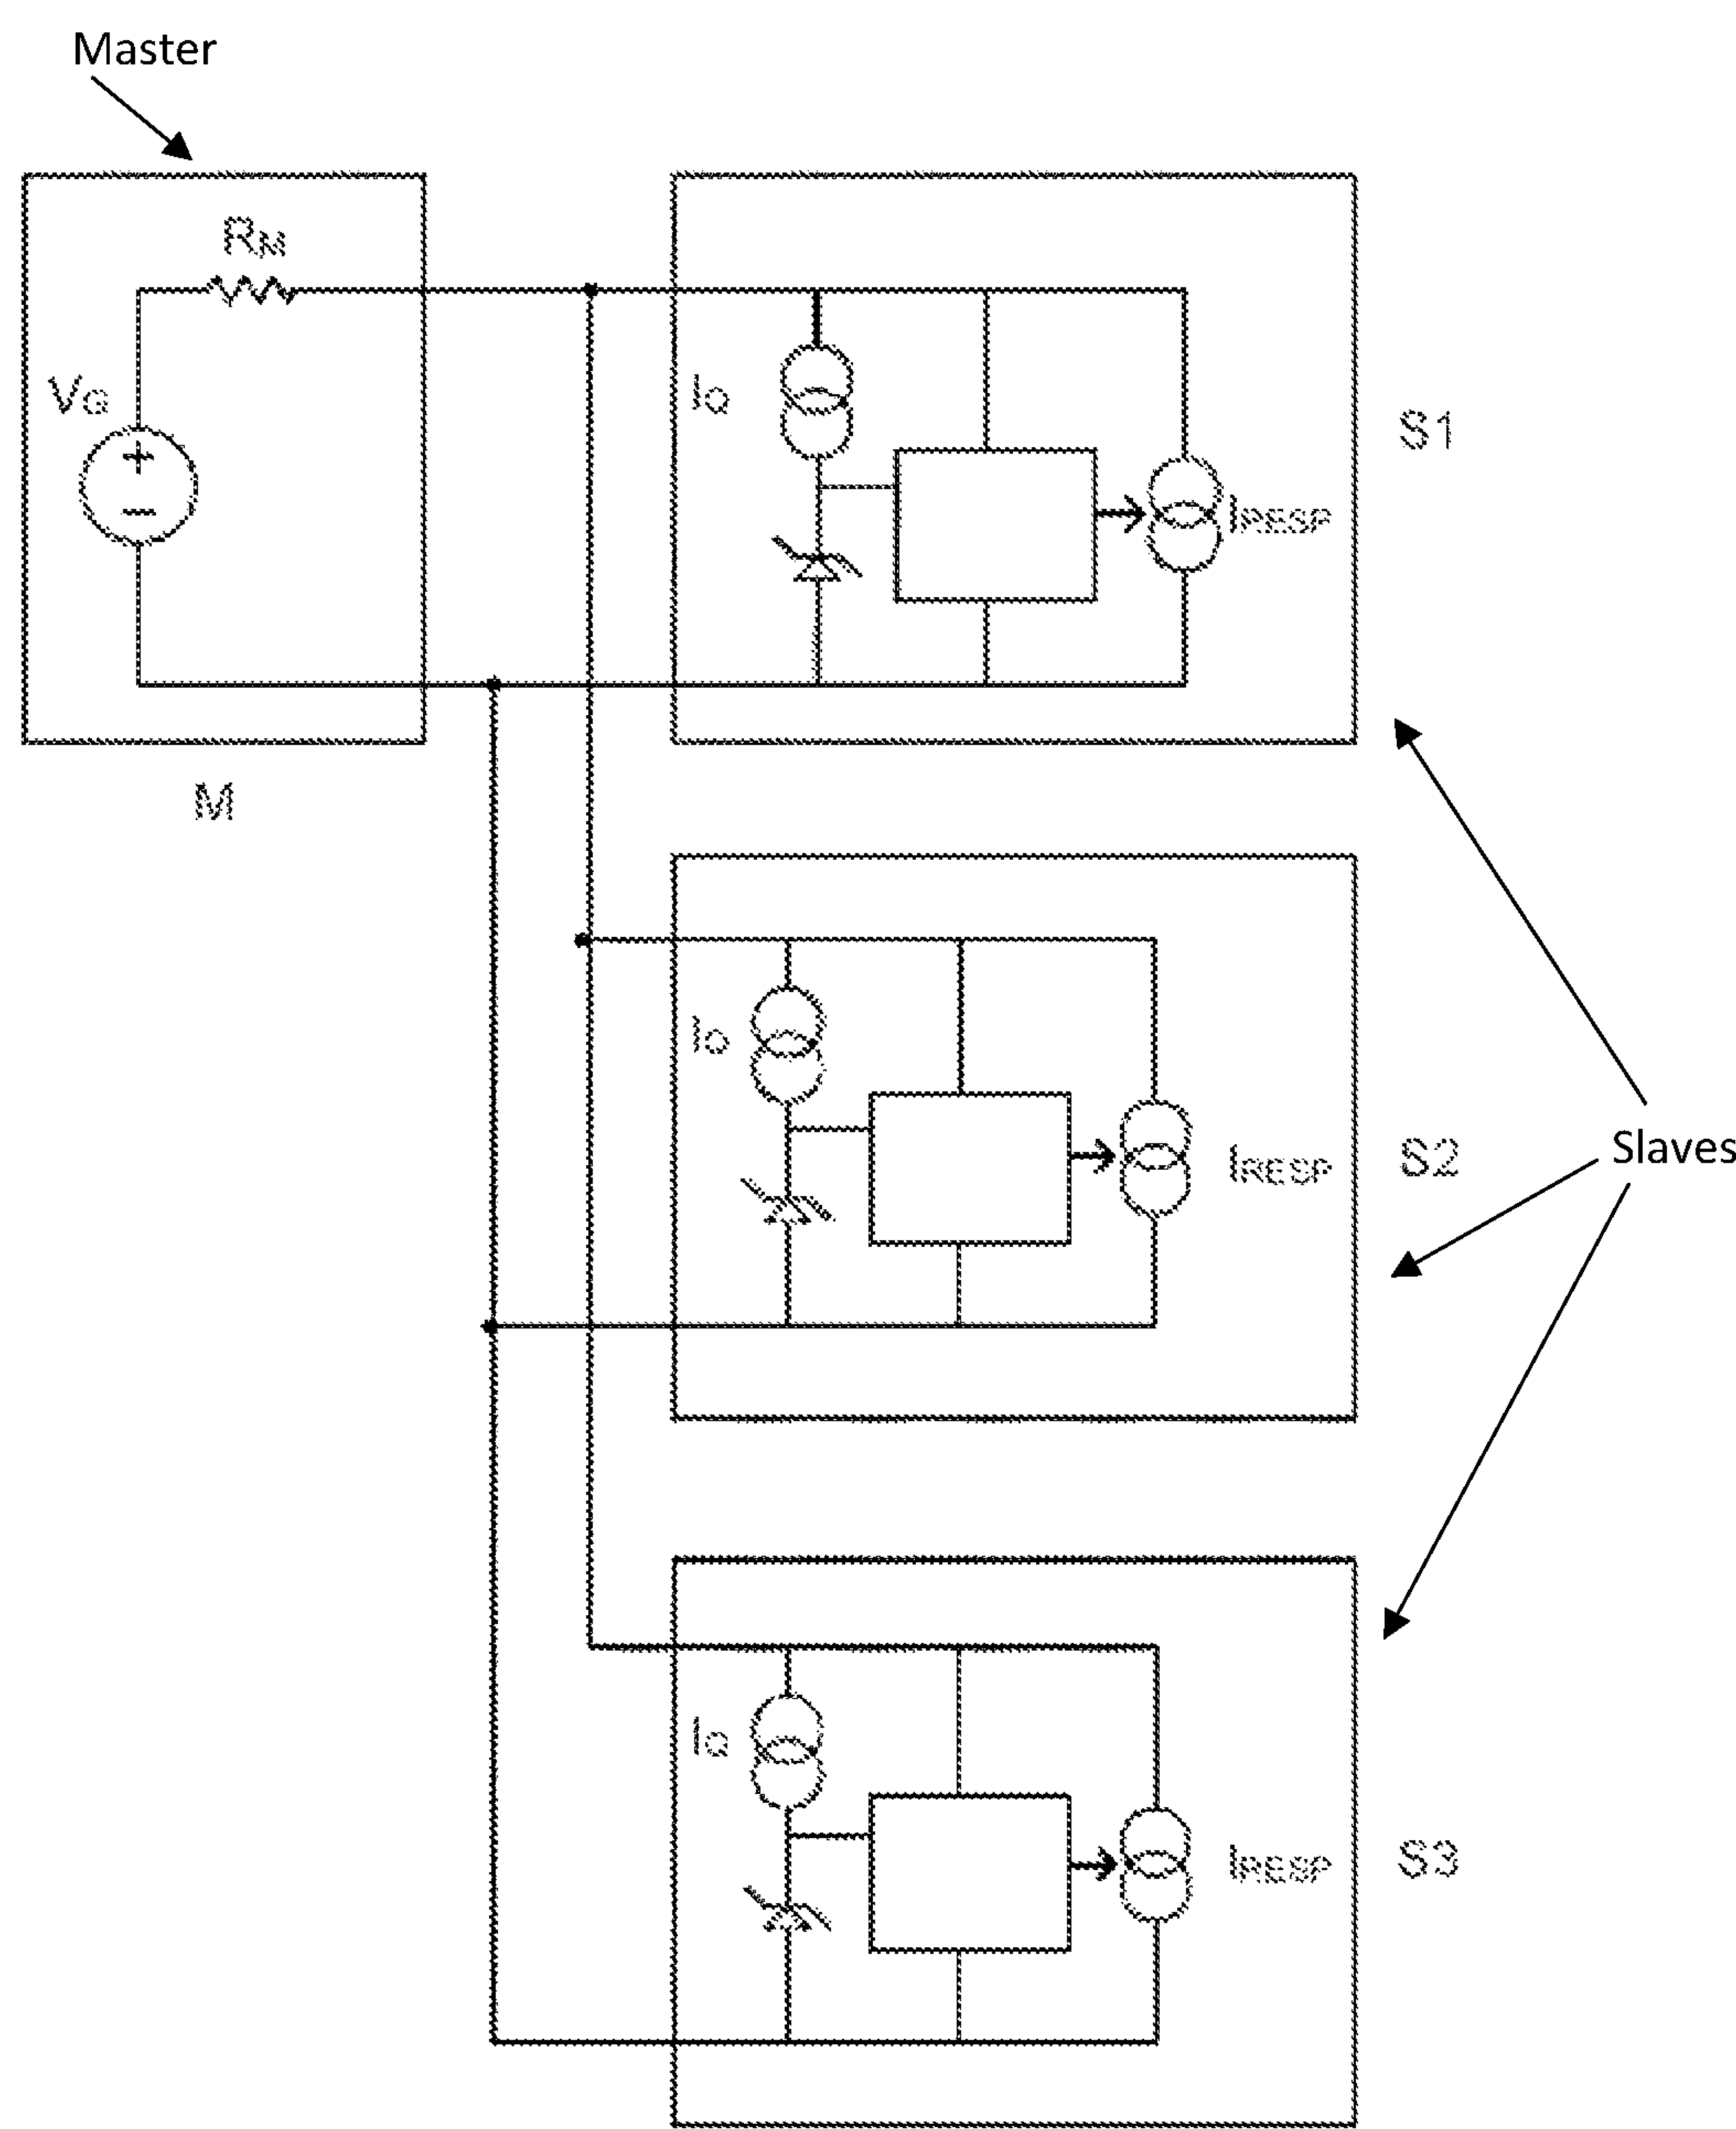 Master
RM
VG
+
−
IQ
IRESP
S1
M
IQ
IRESP
S2
Slaves
IQ
IRESP
S3